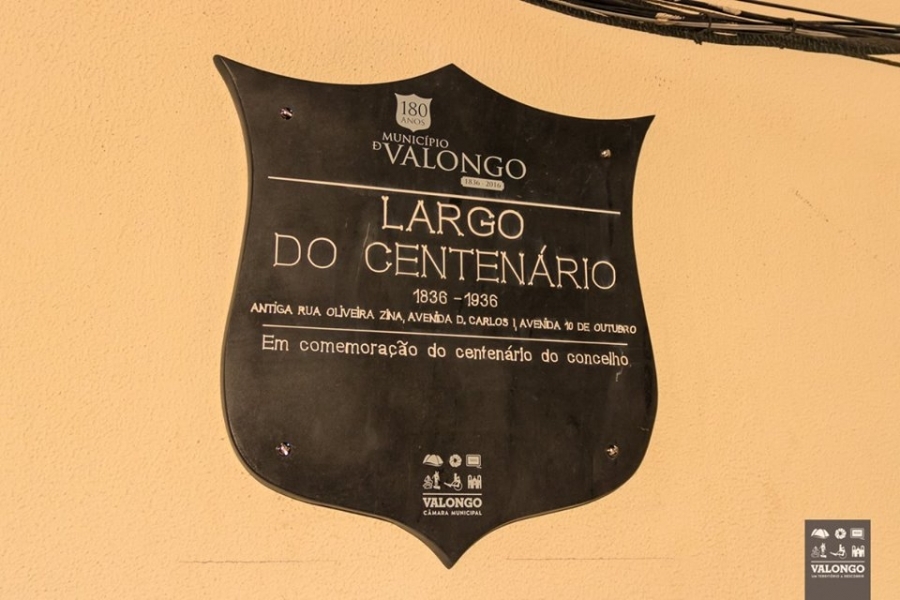 180
ANOS
MUNICÍPIO
D VALONGO
1836 - 2016
LARGO
DO CENTENÁRIO
1836 - 1936
ANTIGA RUA OLIVEIRA ZINA, AVENIDA D. CARLOS I, AVENIDA 10 DE OUTUBRO
Em comemoração do centenário do concelho
VALONGO
CÂMARA MUNICIPAL
VALONGO